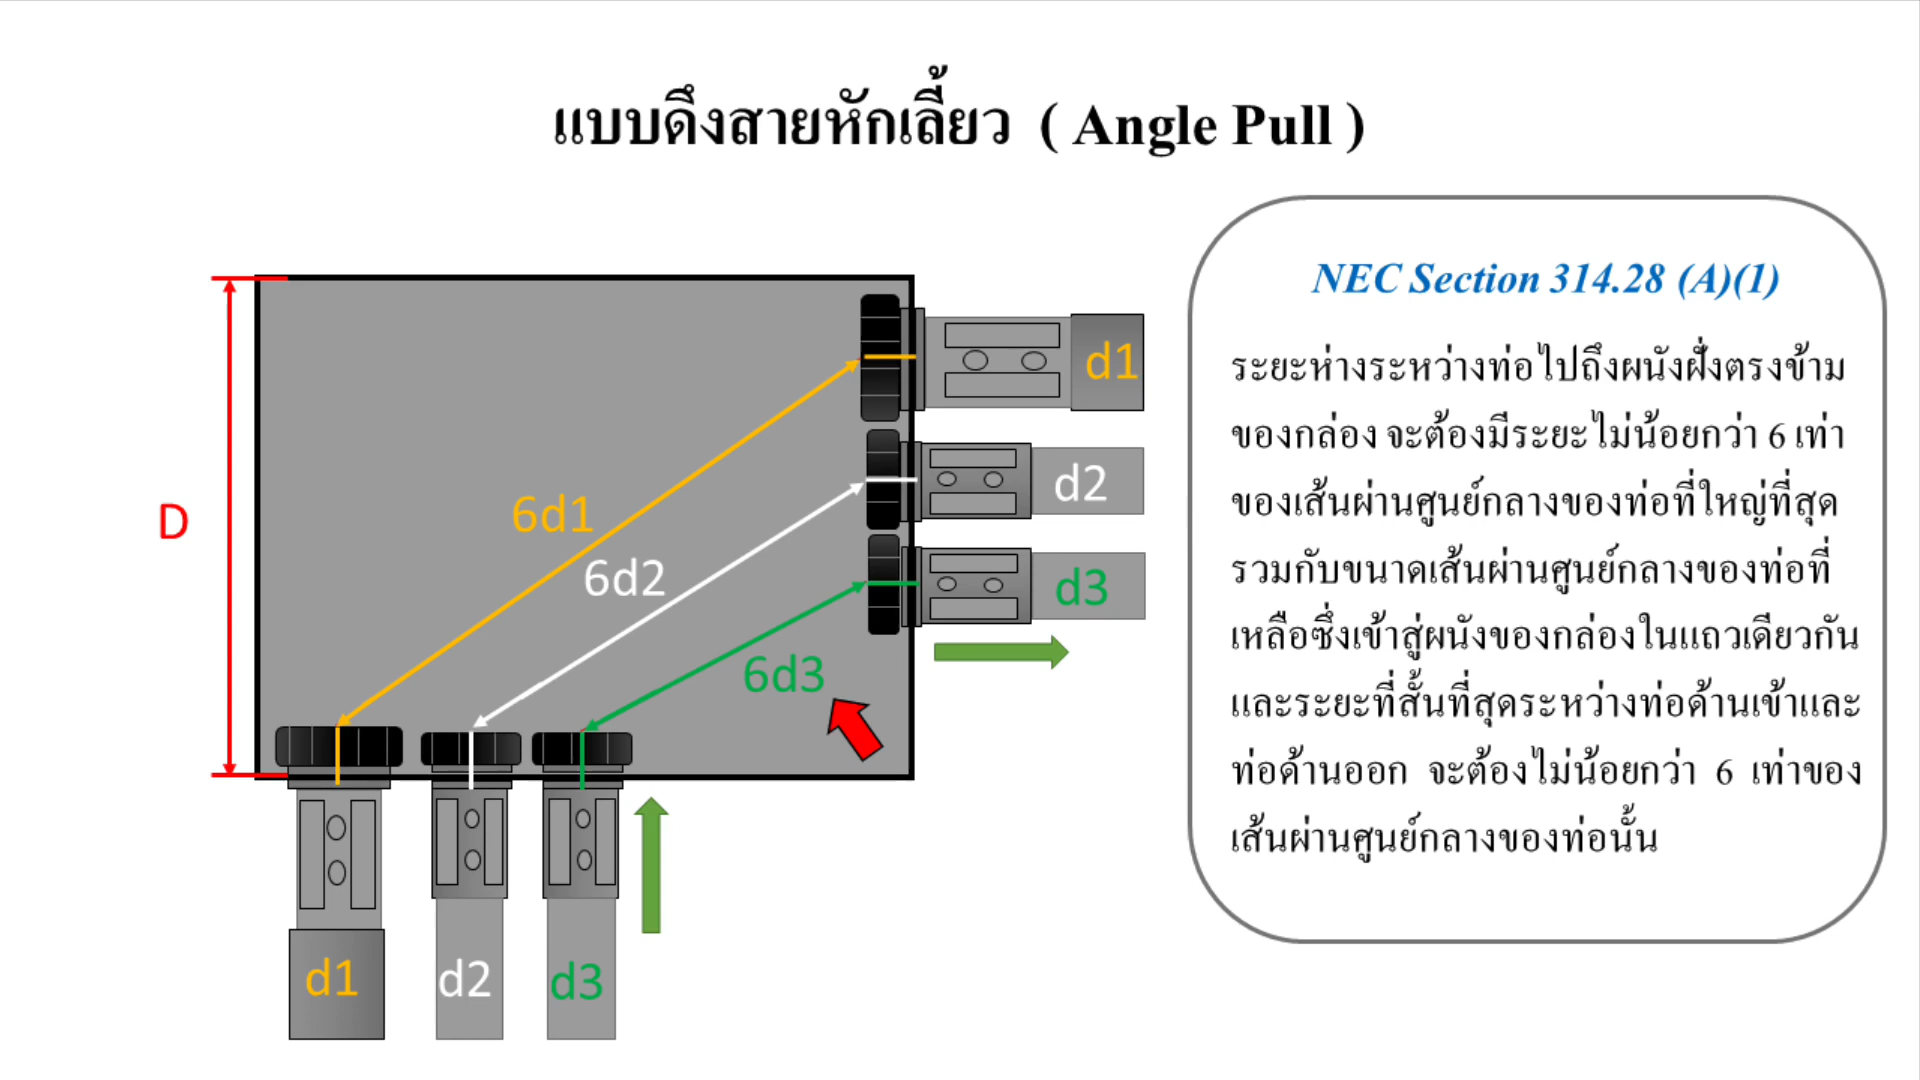 แบบดึงสายหักเลี้ยว ( Angle Pull )
NEC Section 314.28 (A)(1)
ระยะห่างระหว่างท่อไปถึงผนังฝั่งตรงข้าม
ของกล่อง จะต้องมีระยะไม่น้อยกว่า 6 เท่า
ของเส้นผ่านศูนย์กลางของท่อที่ใหญ่ที่สุด
รวมกับขนาดเส้นผ่านศูนย์กลางของท่อที่
เหลือซึ่งเข้าสู่ผนังของกล่องในแถวเดียวกัน
และระยะที่สั้นที่สุดระหว่างท่อด้านเข้าและ
ท่อด้านออก จะต้องไม่น้อยกว่า 6 เท่าของ
เส้นผ่านศูนย์กลางของท่อนั้น
d1
d2
d3
D
6d1
6d2
6d3
d1
d2
d3